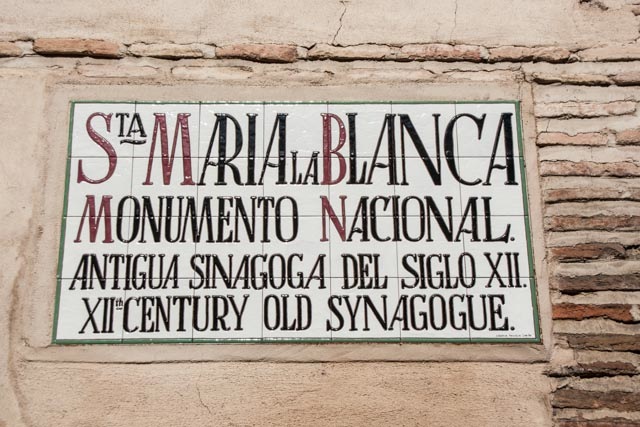 STA MARIA LA BLANCA
MONUMENTO NACIONAL.
ANTIGUA SINAGOGA DEL SIGLO XII.
XIIth CENTURY OLD SYNAGOGUE.